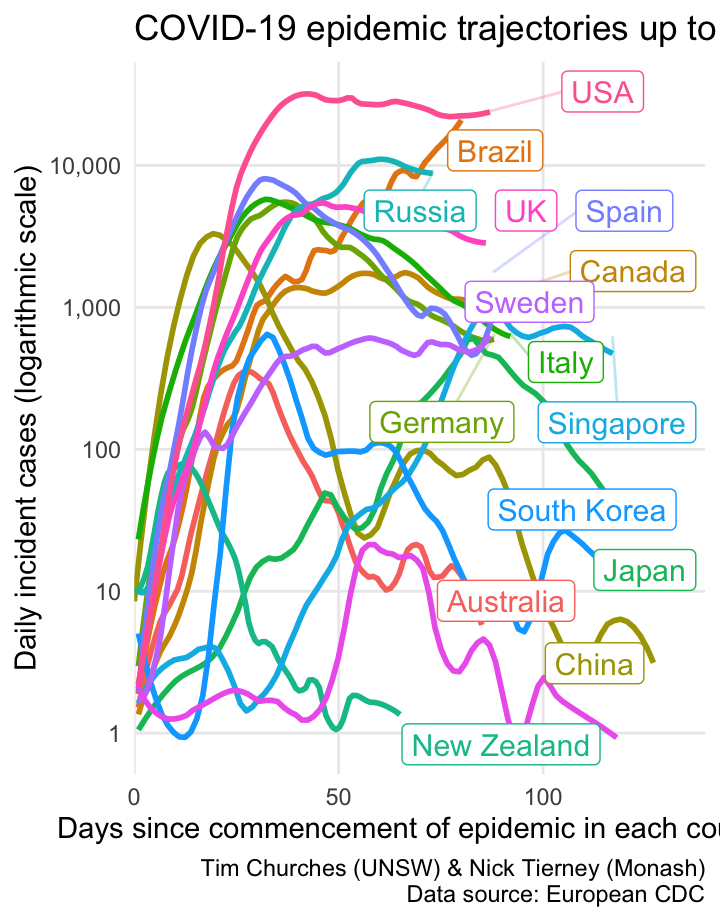 COVID-19 epidemic trajectories up to
Daily incident cases (logarithmic scale)
10,000
1,000
100
10
1
USA
Brazil
Russia
UK
Spain
Canada
Sweden
Italy
Germany
Singapore
South Korea
Japan
Australia
China
New Zealand
0
50
100
Days since commencement of epidemic in each cou
Tim Churches (UNSW) & Nick Tierney (Monash)
Data source: European CDC